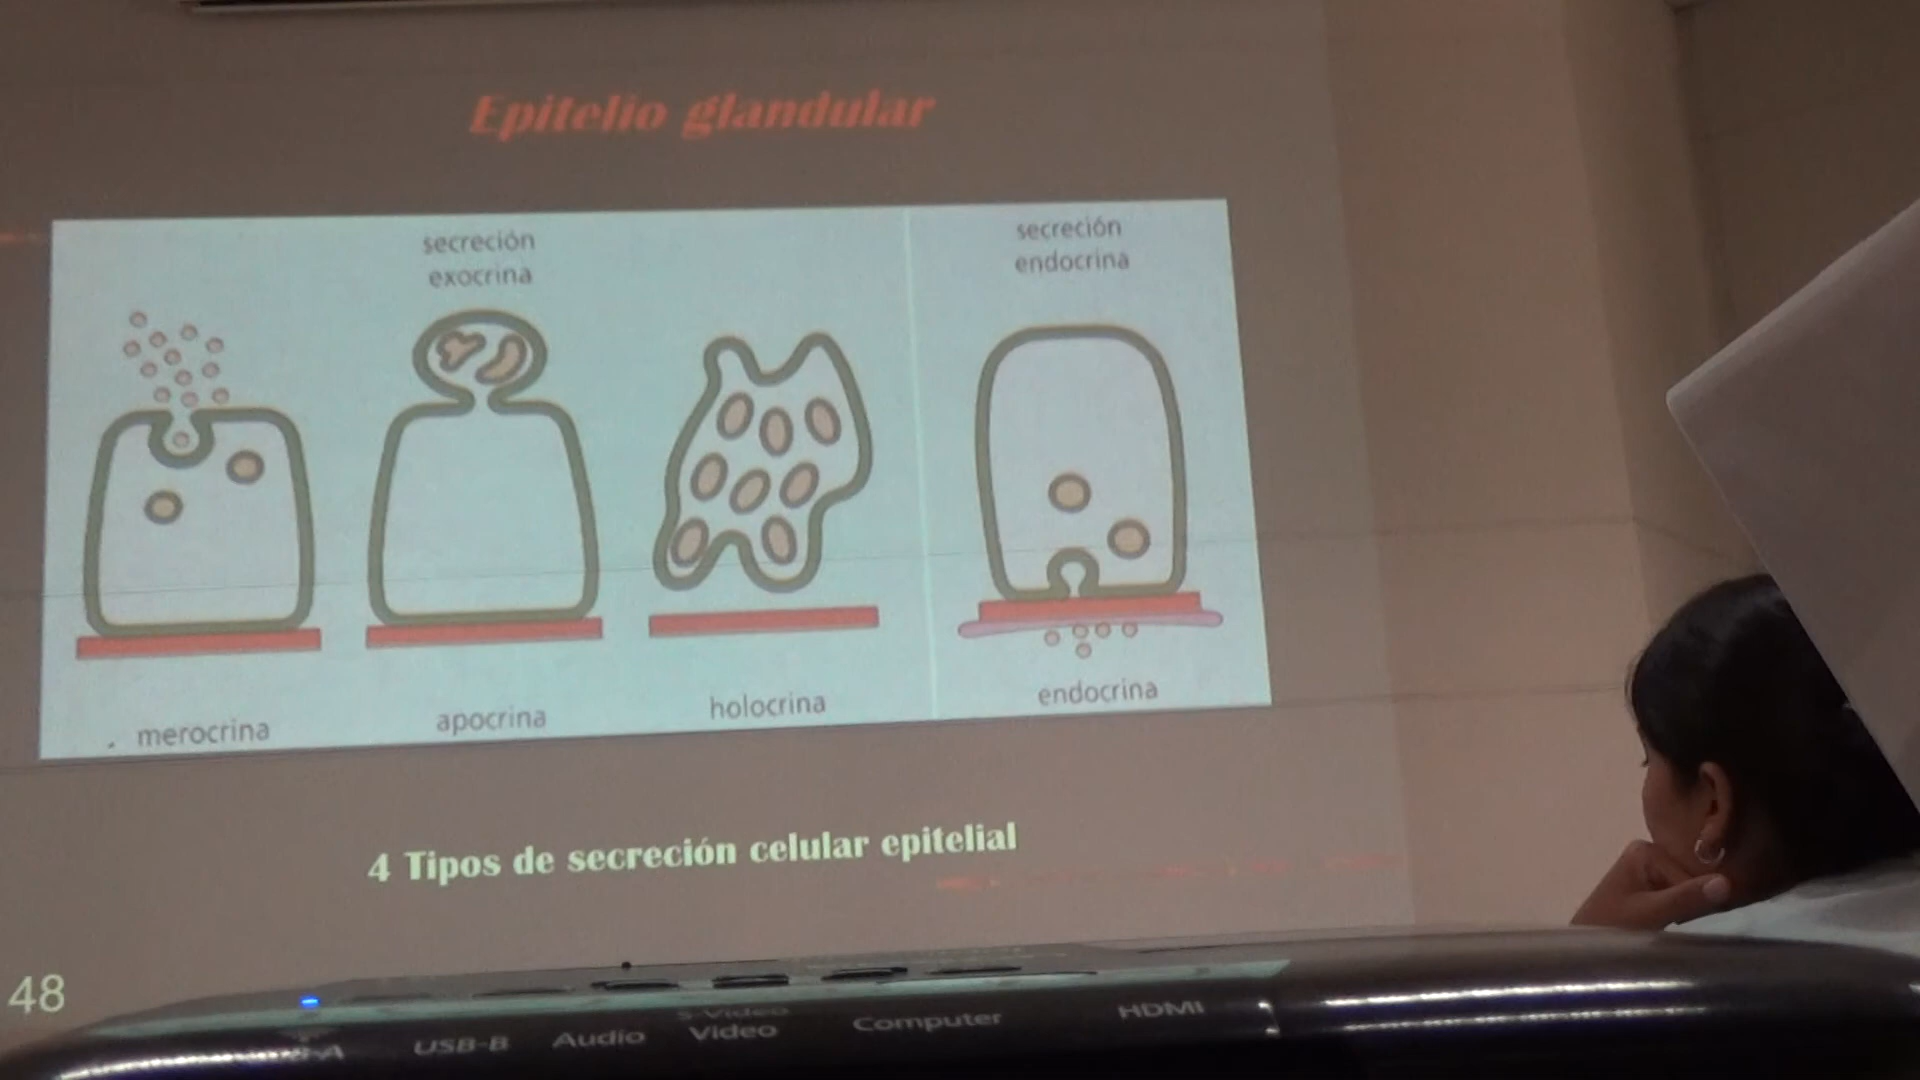 Epitelio glandular
secreción
exocrina
secreción
endocrina
merocrina
apocrina
holocrina
endocrina
4 Tipos de secreción celular epitelial
48
USB-B
Audio
S-Video
Video
Computer
HDMI